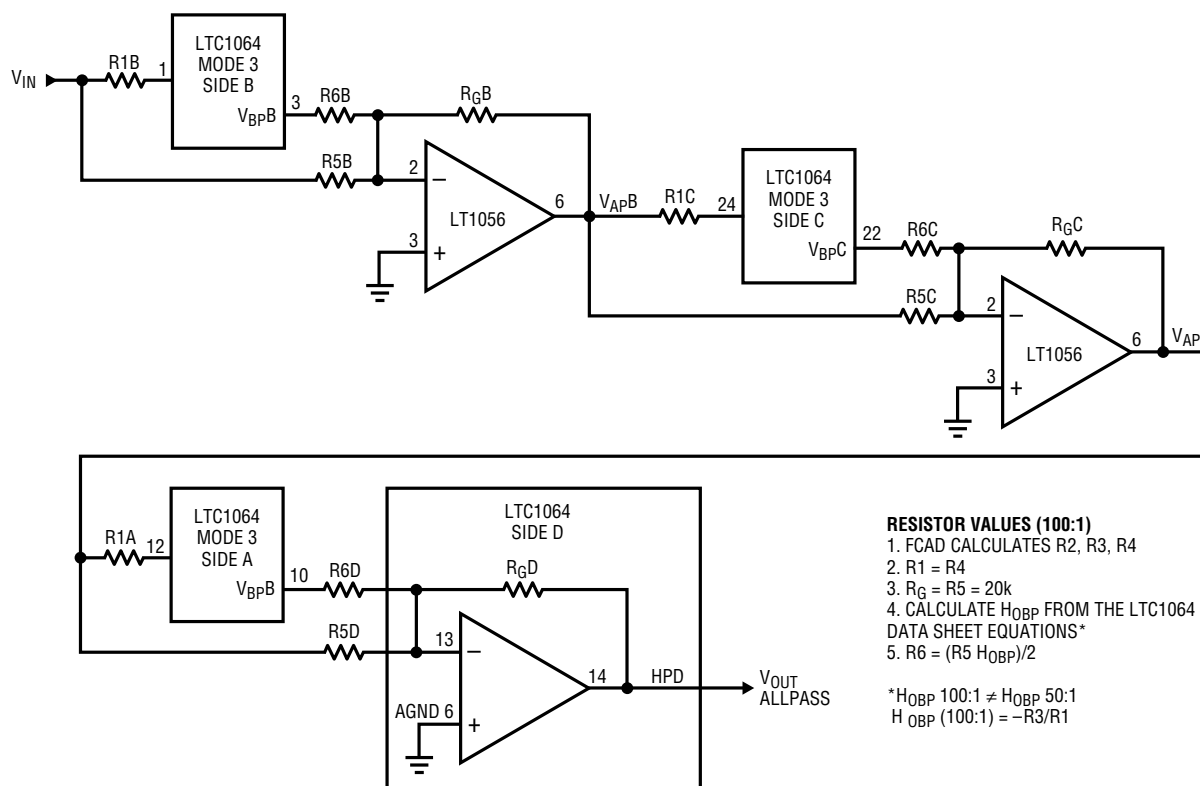 V_IN
R1B
1
LTC1064
MODE 3
SIDE B
V_BPB
3
R6B
R_GB
R5B
2
−
LT1056
3
+
6
V_APB
R1C
24
LTC1064
MODE 3
SIDE C
V_BPC
22
R6C
R_GC
R5C
2
−
LT1056
3
+
6
V_AP
R1A
12
LTC1064
MODE 3
SIDE A
V_BPB
10
R6D
R5D
LTC1064
SIDE D
R_GD
13
−
14
HPD
AGND 6
+
V_OUT
ALLPASS
RESISTOR VALUES (100:1)
1. FCAD CALCULATES R2, R3, R4
2. R1 = R4
3. R_G = R5 = 20k
4. CALCULATE H_OBP FROM THE LTC1064
DATA SHEET EQUATIONS*
5. R6 = (R5 H_OBP)/2
*H_OBP 100:1 ≠ H_OBP 50:1
H_OBP (100:1) = –R3/R1